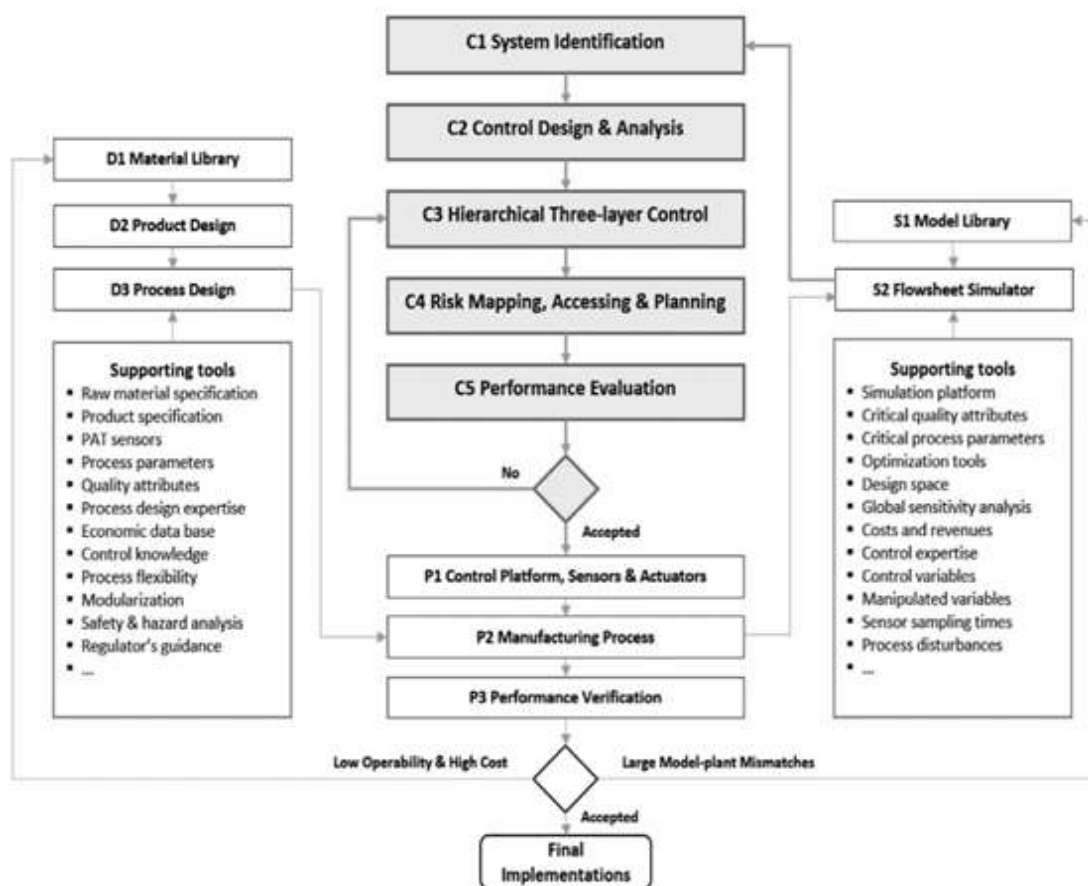 C1 System Identification
C2 Control Design & Analysis
C3 Hierarchical Three-layer Control
C4 Risk Mapping, Accessing & Planning
C5 Performance Evaluation
No
Accepted
P1 Control Platform, Sensors & Actuators
P2 Manufacturing Process
P3 Performance Verification
Low Operability & High Cost
Large Model-plant Mismatches
Accepted
Final
Implementations
D1 Material Library
D2 Product Design
D3 Process Design
Supporting tools
▪ Raw material specification
▪ Product specification
▪ PAT sensors
▪ Process parameters
▪ Quality attributes
▪ Process design expertise
▪ Economic data base
▪ Control knowledge
▪ Process flexibility
▪ Modularization
▪ Safety & hazard analysis
▪ Regulator's guidance
▪ ...
S1 Model Library
S2 Flowsheet Simulator
Supporting tools
▪ Simulation platform
▪ Critical quality attributes
▪ Critical process parameters
▪ Optimization tools
▪ Design space
▪ Global sensitivity analysis
▪ Costs and revenues
▪ Control expertise
▪ Control variables
▪ Manipulated variables
▪ Sensor sampling times
▪ Process disturbances
▪ ...